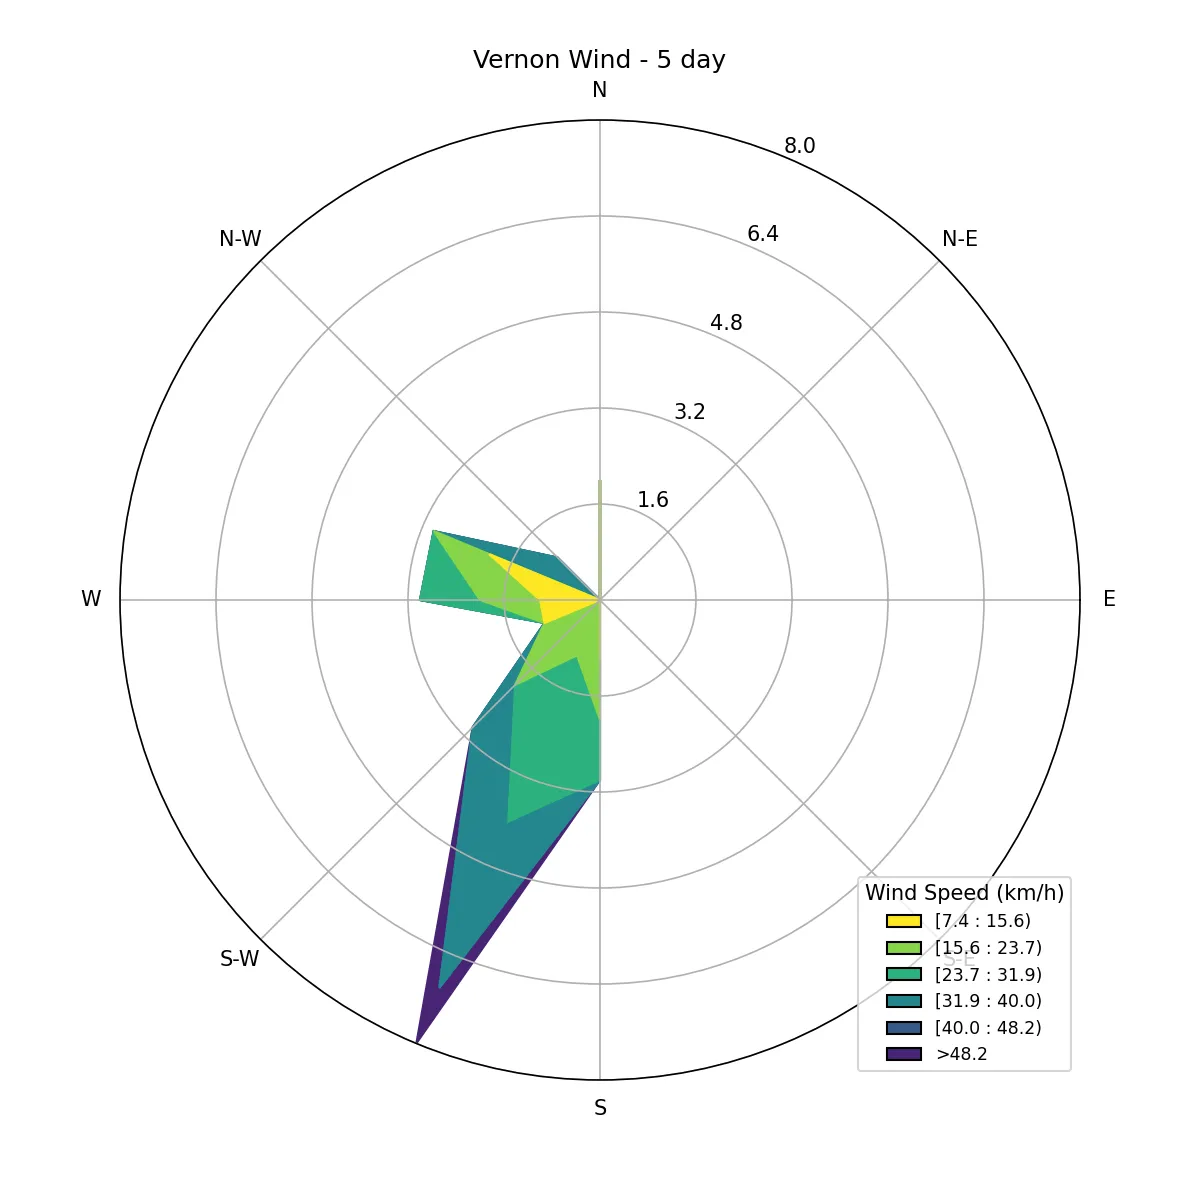 Vernon Wind - 5 day
N
8.0
N-W
6.4
N-E
4.8
3.2
1.6
W
E
S-W
S-E
S
Wind Speed (km/h)
[7.4 : 15.6)
[15.6 : 23.7)
[23.7 : 31.9)
[31.9 : 40.0)
[40.0 : 48.2)
>48.2